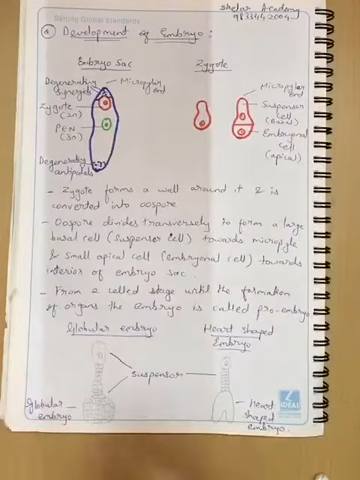 Setting Global Standards
shelar Academy
9833442004
Development of Embryo :
Embryo Sac
Zygote
Degenerating
synergids
Micropylar
end
Zygote
(2n)
PEN
(3n)
Degenerating
antipodals
Micropylar
end
Suspensor
cell
(basal)
Embryonal
cell
(apical)
- Zygote forms a wall around it & is
converted into oospore
- Oospore divides transversely to form a large
basal cell (suspensor cell) towards micropyle
& small apical cell (embryonal cell) towards
interior of embryo sac.
- From 2 celled stage until the formation
of organs the embryo is called pro-embryo
Globular embryo
Heart shaped
Embryo
suspensor
Globular
embryo
Heart
shaped
embryo.
IDEAL